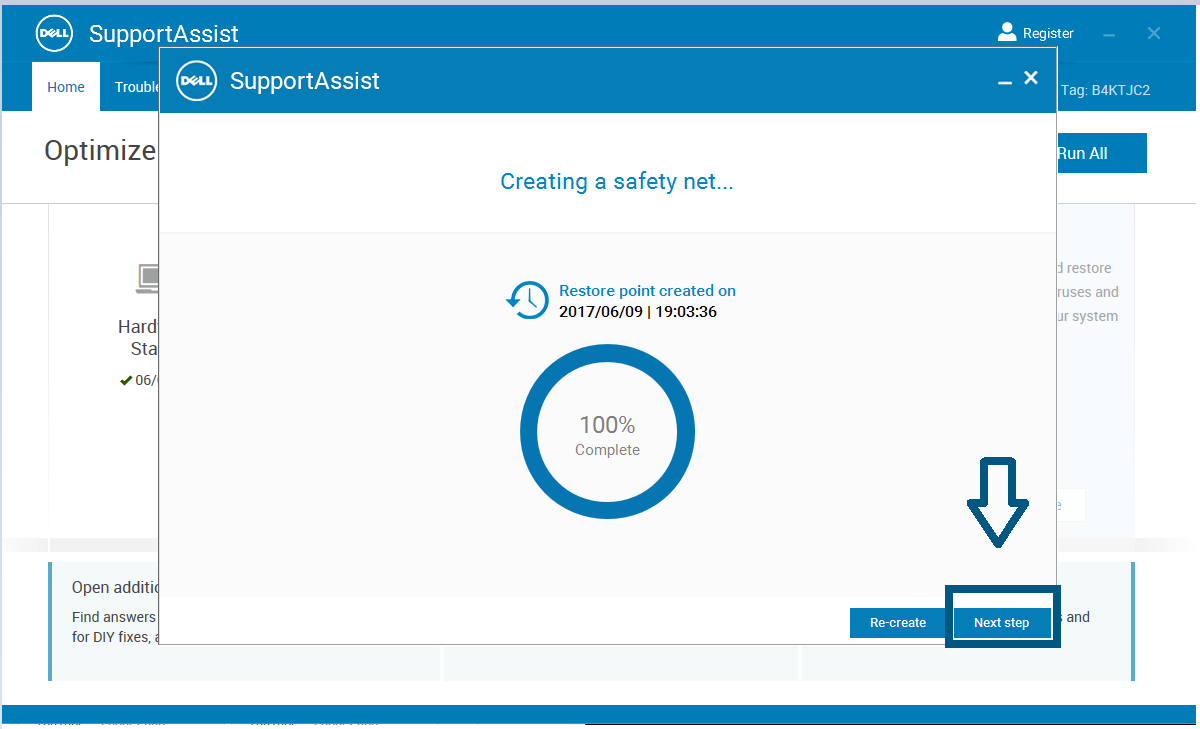 DELL SupportAssist
Register
Home Trouble
Tag: B4KTJC2
Optimize
Run All
DELL SupportAssist
Creating a safety net...
Restore point created on
2017/06/09 | 19:03:36
100%
Complete
Re-create Next step
Hard
Sta
06/
d restore
ruses and
ur system
e
Open additio
Find answers
for DIY fixes, a
s and